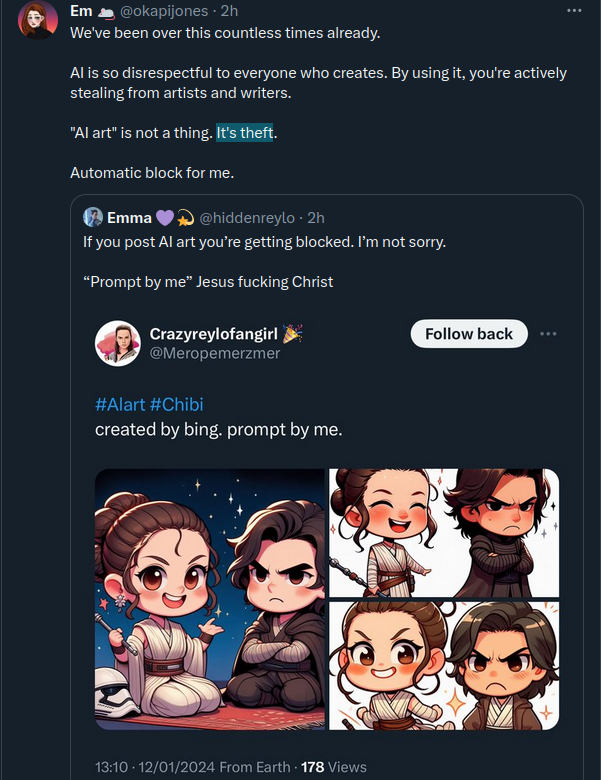 Em @okapijones · 2h
We've been over this countless times already.
AI is so disrespectful to everyone who creates. By using it, you're actively
stealing from artists and writers.
"AI art" is not a thing. It's theft.
Automatic block for me.
Emma 💜💫 @hiddenreylo · 2h
If you post AI art you’re getting blocked. I’m not sorry.
“Prompt by me” Jesus fucking Christ
Crazyreylofangirl 🎉
@Meropemerzmer
Follow back
#AIart #Chibi
created by bing. prompt by me.
13:10 · 12/01/2024 From Earth · 178 Views